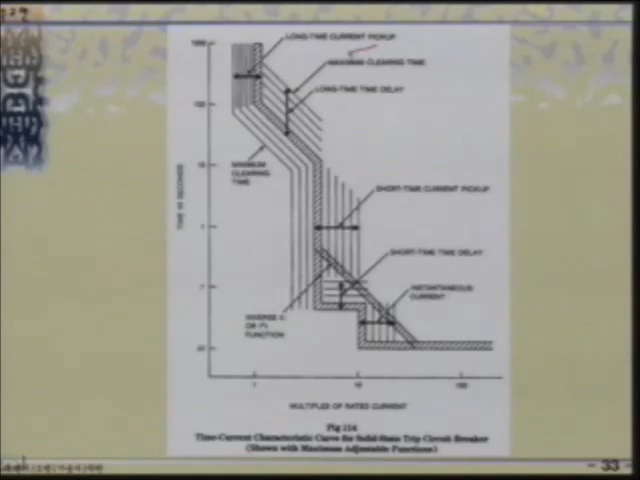 LONG-TIME CURRENT PICKUP
MAXIMUM CLEARING TIME
LONG-TIME TIME DELAY
MINIMUM
CLEARING
TIME
SHORT-TIME CURRENT PICKUP
SHORT-TIME TIME DELAY
INSTANTANEOUS
CURRENT
INVERSE
OR I²t
FUNCTION
TIME IN SECONDS
1000
100
10
1
.1
.01
1
10
100
MULTIPLES OF RATED CURRENT
Fig 114
Time-Current Characteristic Curve for Solid-State Trip Circuit Breaker
(Shown with Maximum Adjustable Functions)
- 33 -